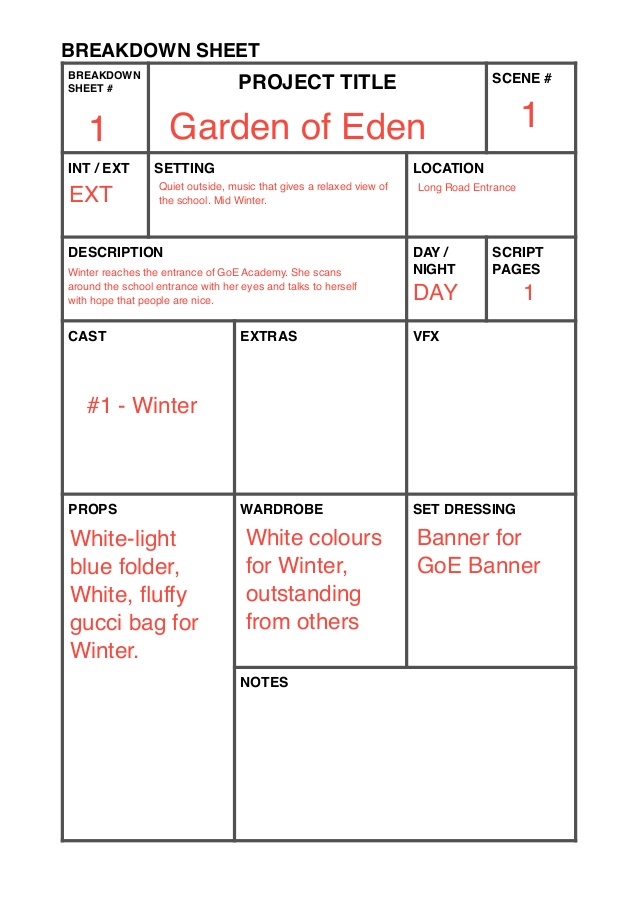 BREAKDOWN SHEET
BREAKDOWN
SHEET #
1
PROJECT TITLE
Garden of Eden
SCENE #
1
INT / EXT
EXT
SETTING
Quiet outside, music that gives a relaxed view of
the school. Mid Winter.
LOCATION
Long Road Entrance
DESCRIPTION
Winter reaches the entrance of GoE Academy. She scans
around the school entrance with her eyes and talks to herself
with hope that people are nice.
DAY /
NIGHT
DAY
SCRIPT
PAGES
1
CAST
#1 - Winter
EXTRAS
VFX
PROPS
White-light
blue folder,
White, fluffy
gucci bag for
Winter.
WARDROBE
White colours
for Winter,
outstanding
from others
SET DRESSING
Banner for
GoE Banner
NOTES